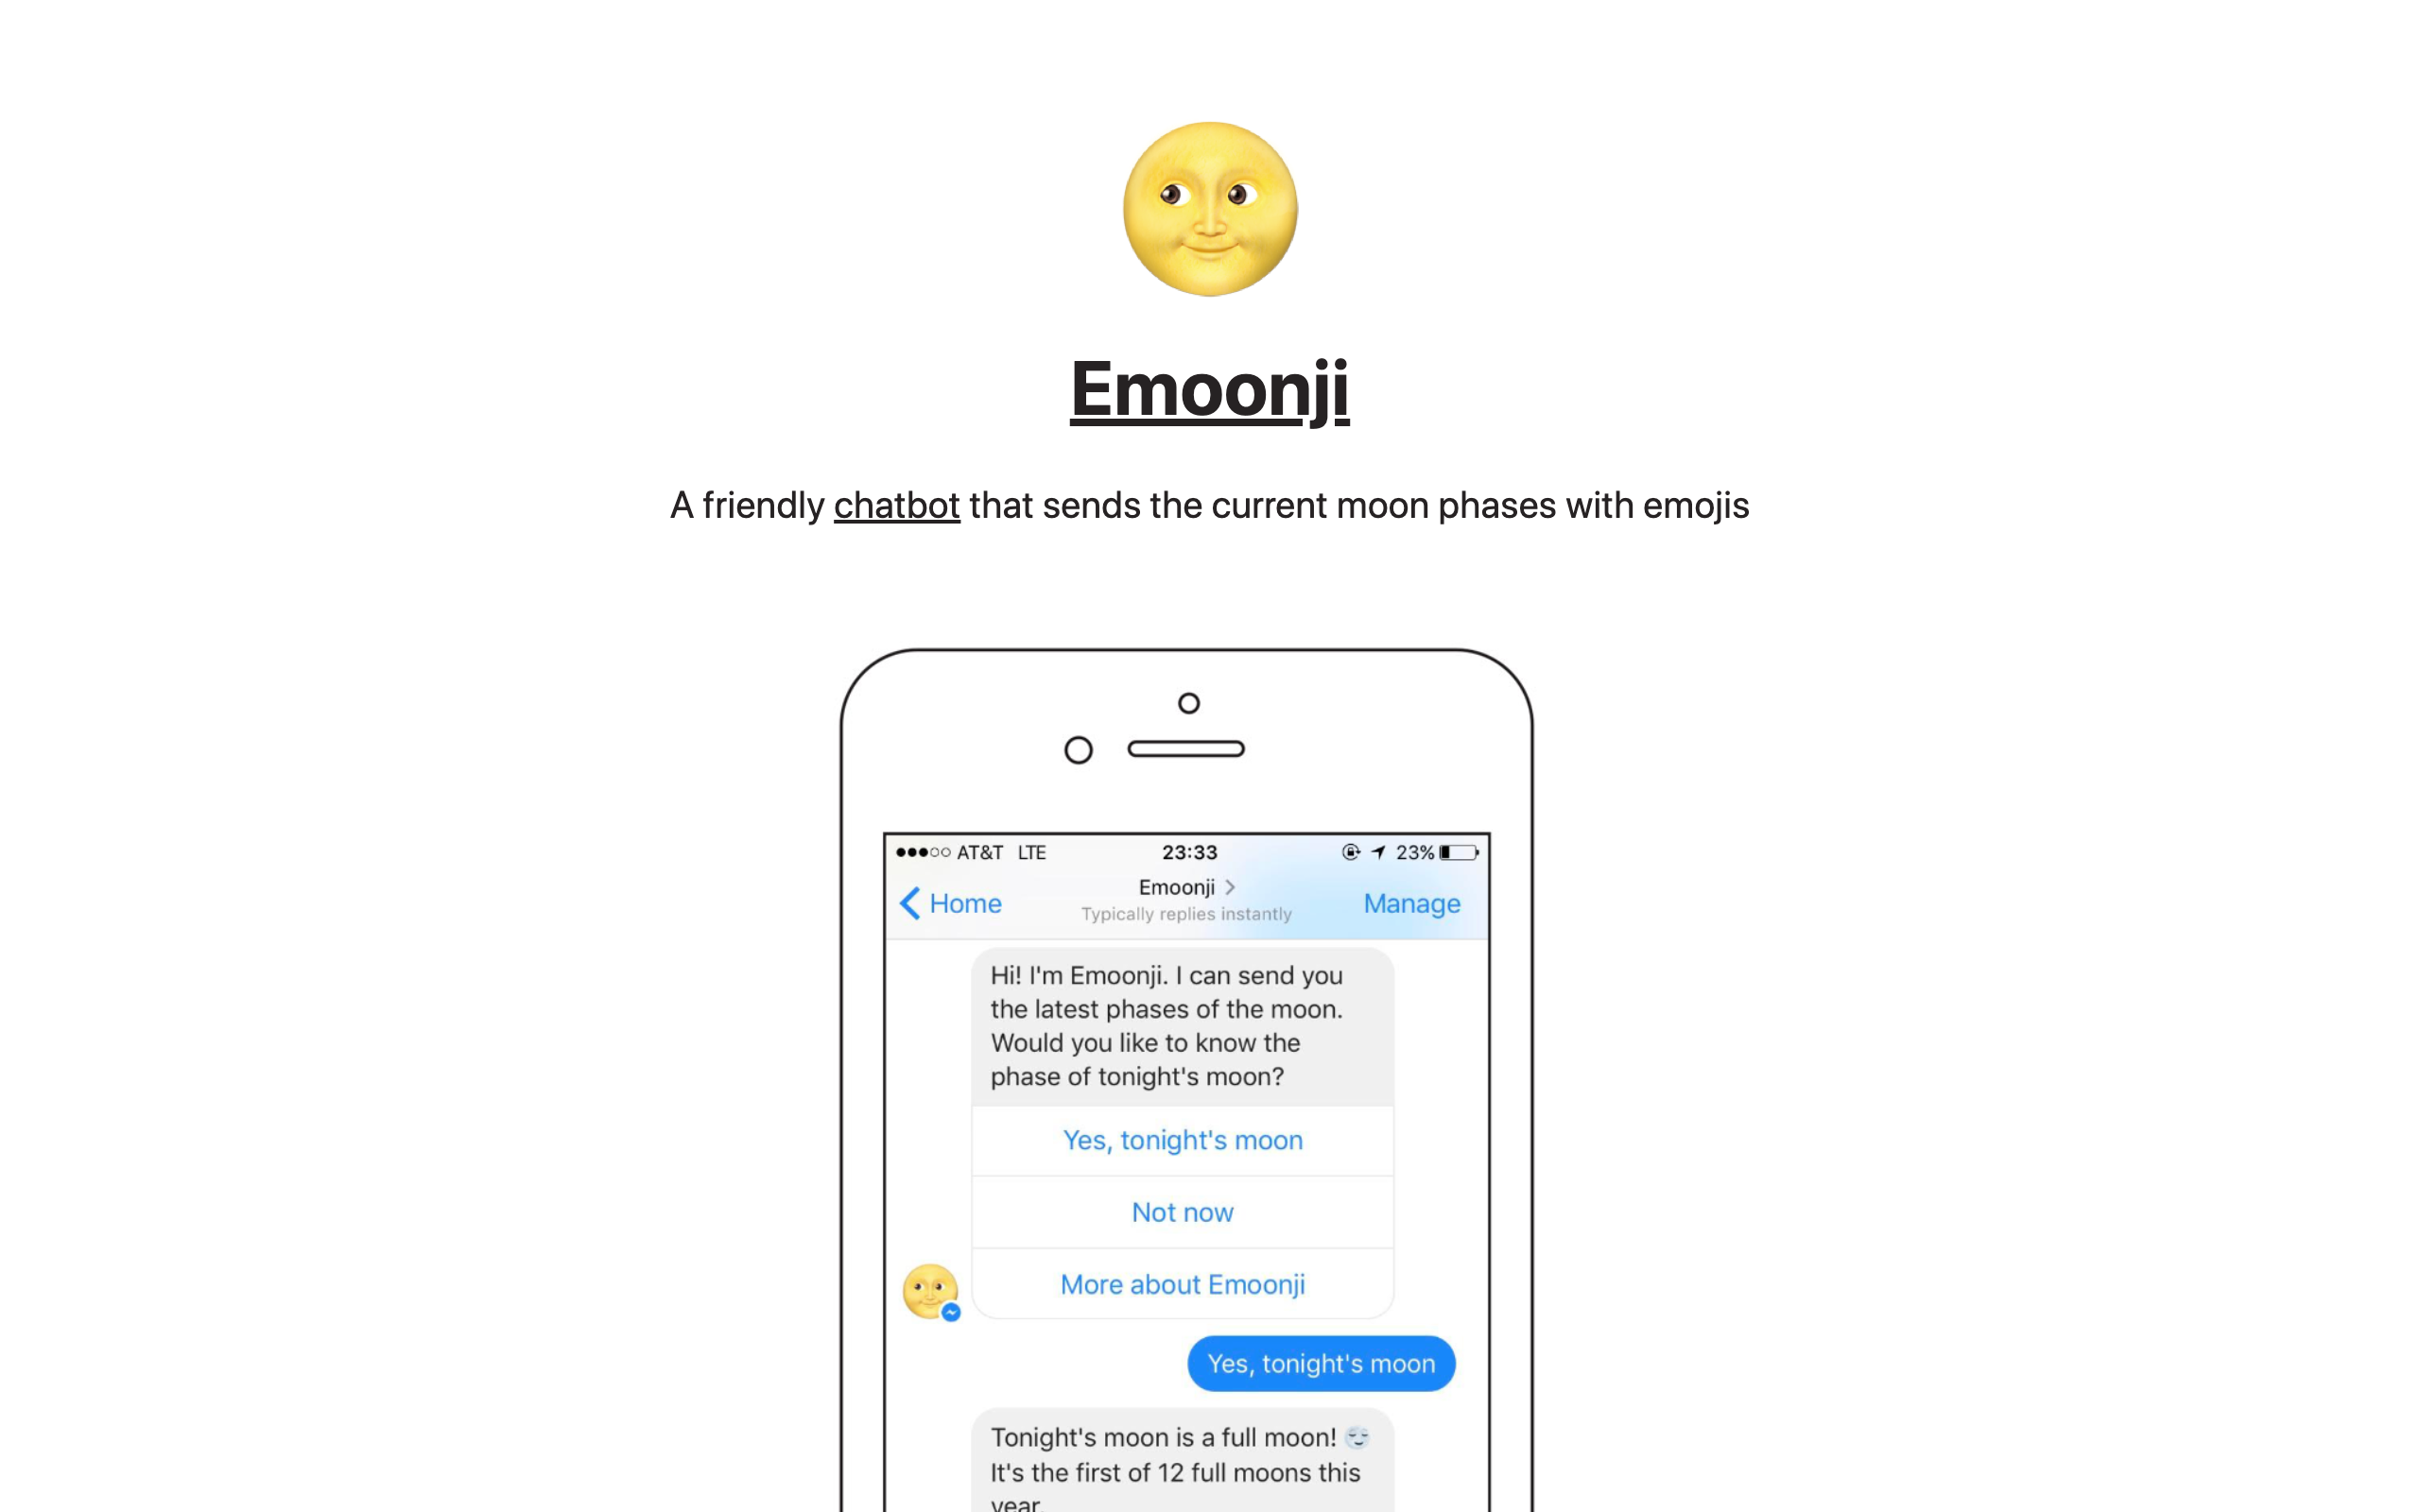 Emoonji
A friendly chatbot that sends the current moon phases with emojis
AT&T LTE 23:33 23%
Home Emoonji Manage
Typically replies instantly
Hi! I'm Emoonji. I can send you
the latest phases of the moon.
Would you like to know the
phase of tonight's moon?
Yes, tonight's moon
Not now
More about Emoonji
Yes, tonight's moon
Tonight's moon is a full moon! 🌚
It's the first of 12 full moons this
year.